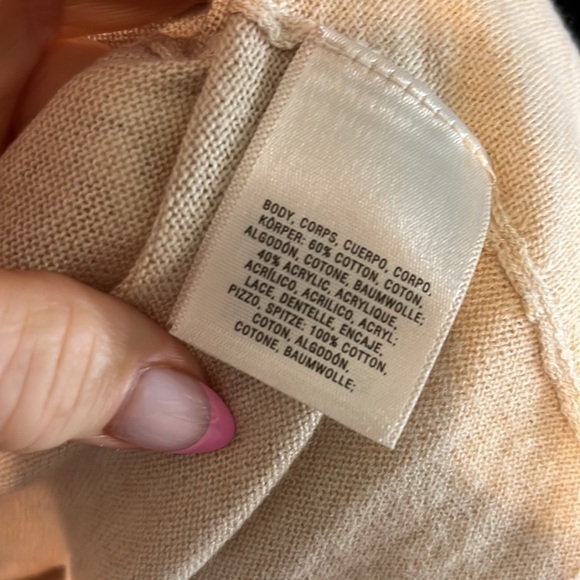 BODY, CORPS, CUERPO, CORPO,
KÖRPER: 60% COTTON, COTON,
ALGODÓN, COTONE, BAUMWOLLE;
40% ACRYLIC, ACRYLIQUE,
ACRÍLICO, ACRILICO, ACRYL;
LACE, DENTELLE, ENCAJE,
PIZZO, SPITZE: 100% COTTON,
COTON, ALGODÓN,
COTONE, BAUMWOLLE;